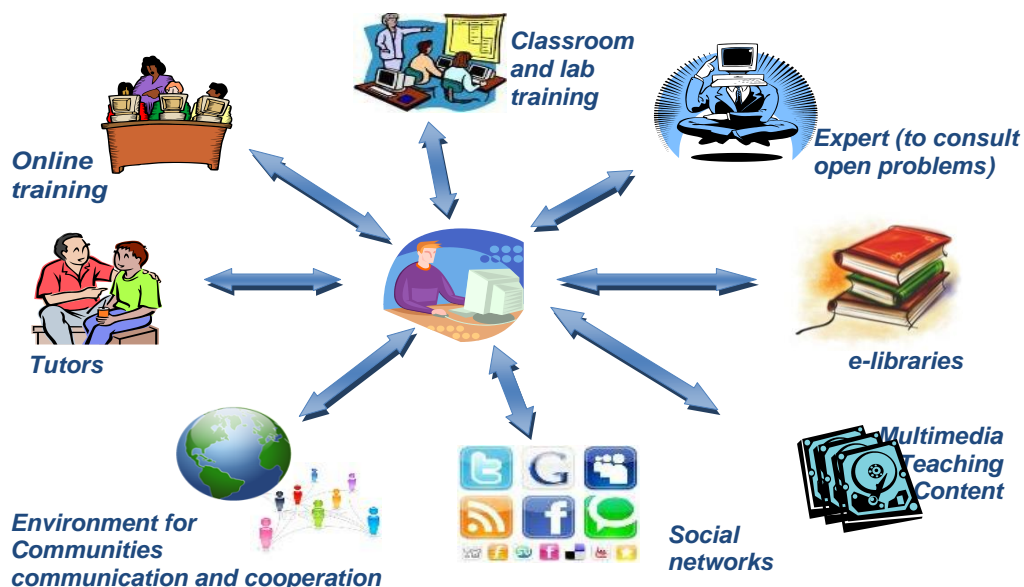 Classroom
and lab
training
Expert (to consult
open problems)
Online
training
Tutors
e-libraries
Multimedia
Teaching
Content
Environment for
Communities
communication and cooperation
Social
networks